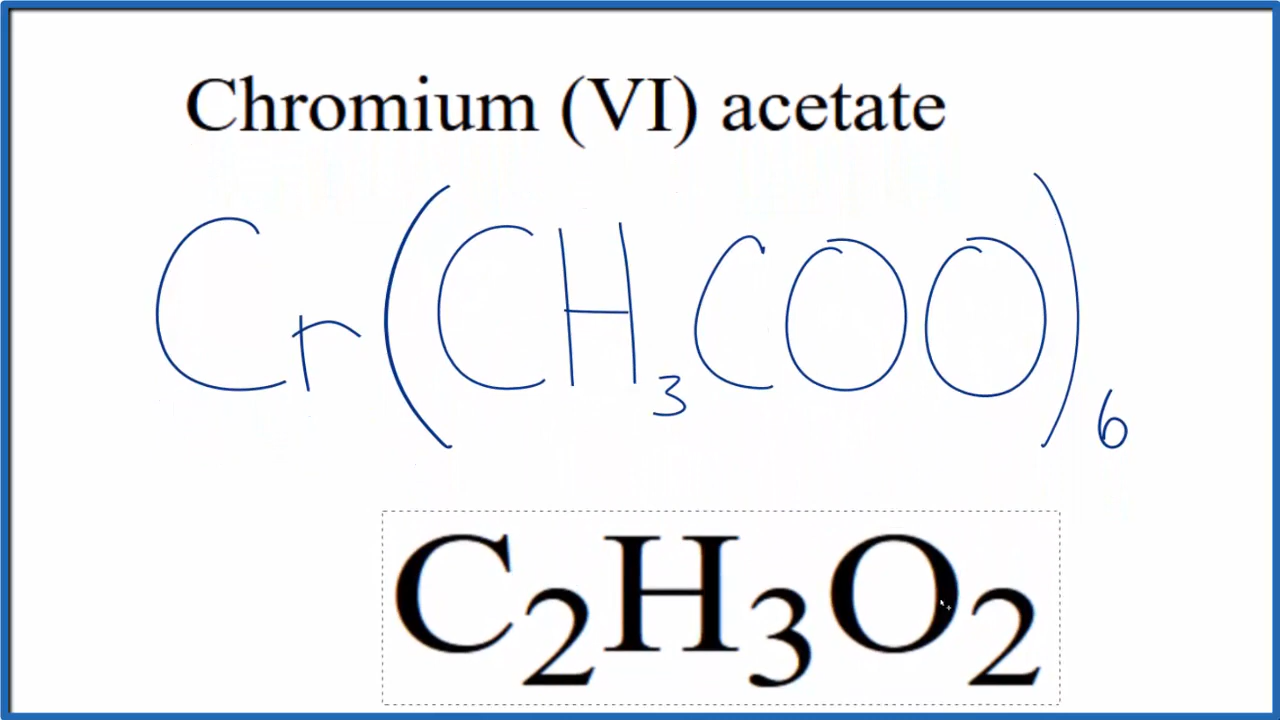 Chromium (VI) acetate
Cr(CH₃COO)₆
C₂H₃O₂